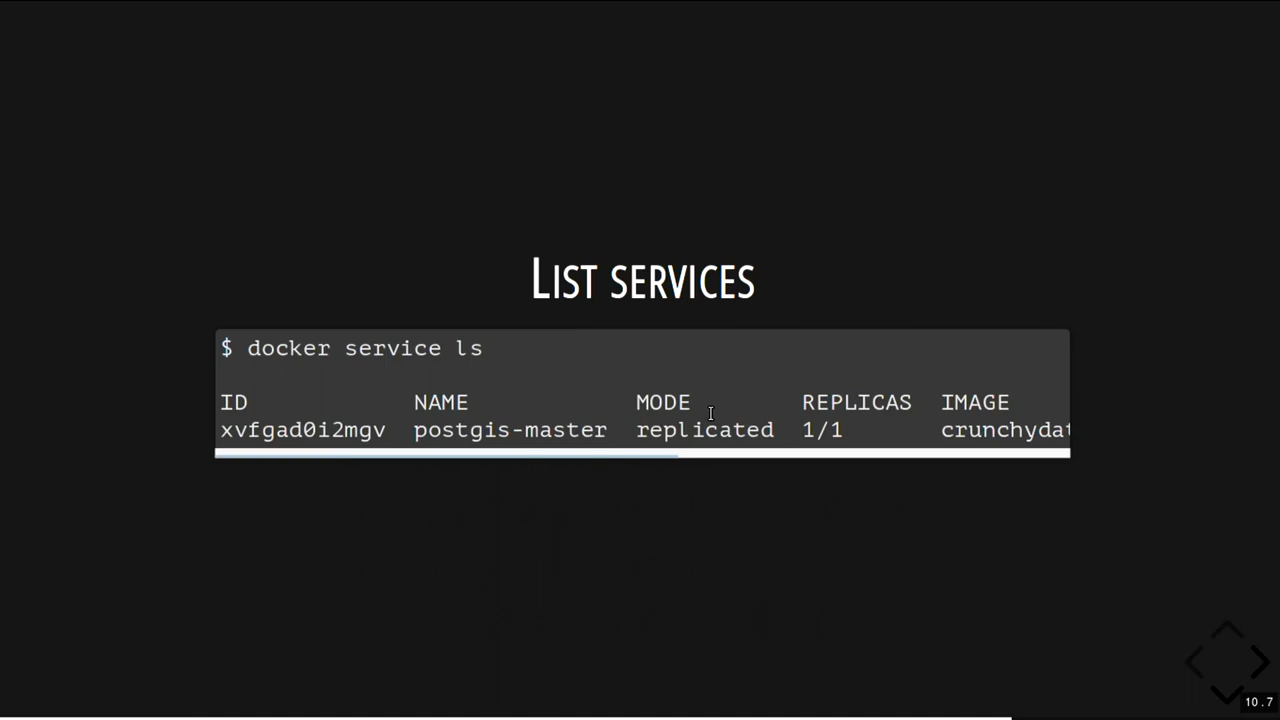 LIST SERVICES
$ docker service ls
ID NAME MODE REPLICAS IMAGE
xvfgad0i2mgv postgis-master replicated 1/1 crunchydat
10.7